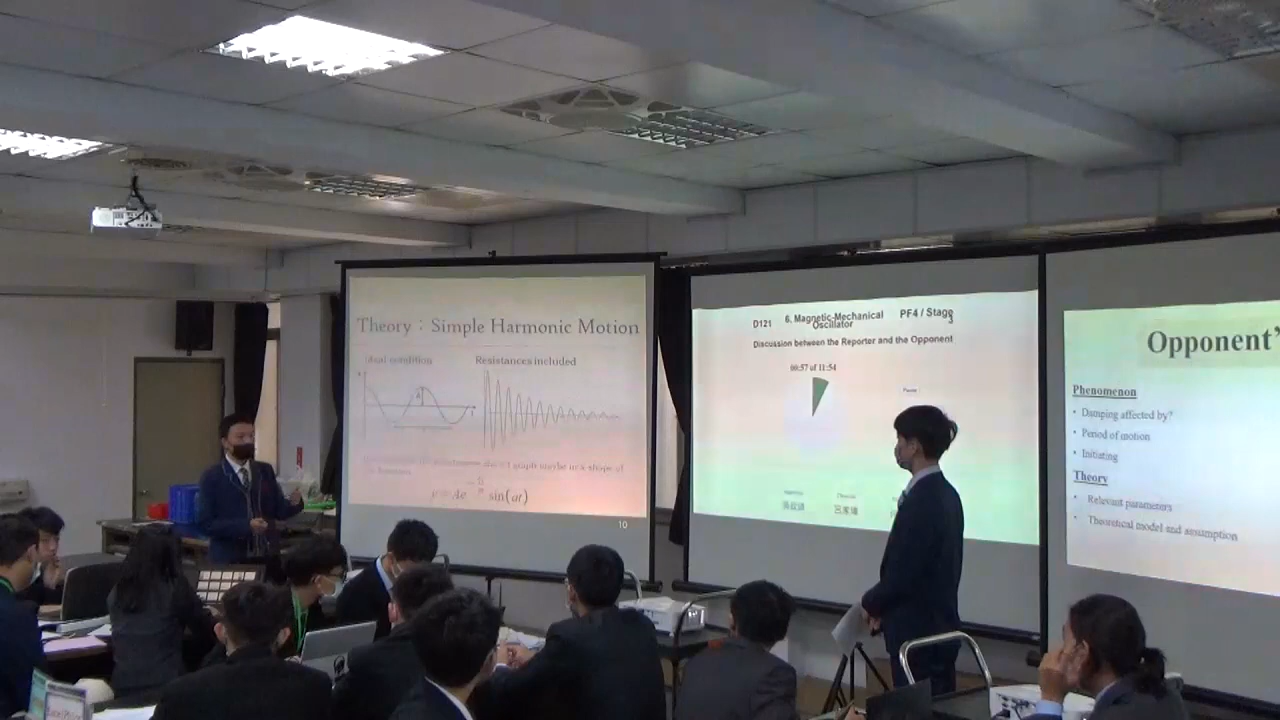 Theory : Simple Harmonic Motion
Ideal condition
Resistances included
10
D121
6. Magnetic-Mechanical Oscillator
PF4 / Stage 3
Discussion between the Reporter and the Opponent
00:57 of 11:54
Pause
Opponent'
Phenomenon
• Damping affected by?
• Period of motion
• Initiating
Theory
• Relevant parameters
• Theoretical model and assumption